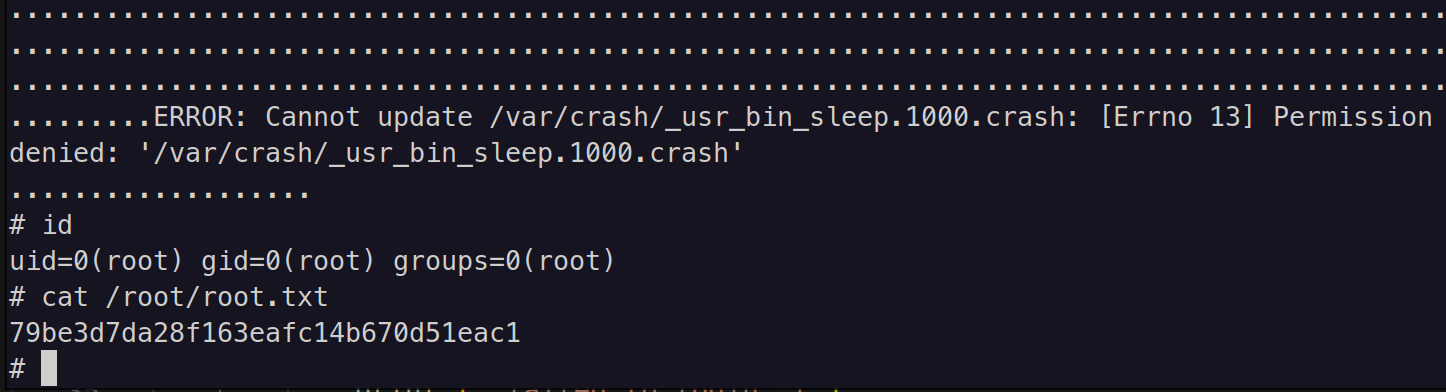 ..........................................................................................
..........................................................................................
..........................................................................................
.........ERROR: Cannot update /var/crash/_usr_bin_sleep.1000.crash: [Errno 13] Permission
denied: '/var/crash/_usr_bin_sleep.1000.crash'
...................
# id
uid=0(root) gid=0(root) groups=0(root)
# cat /root/root.txt
79be3d7da28f163eafc14b670d51eac1
#